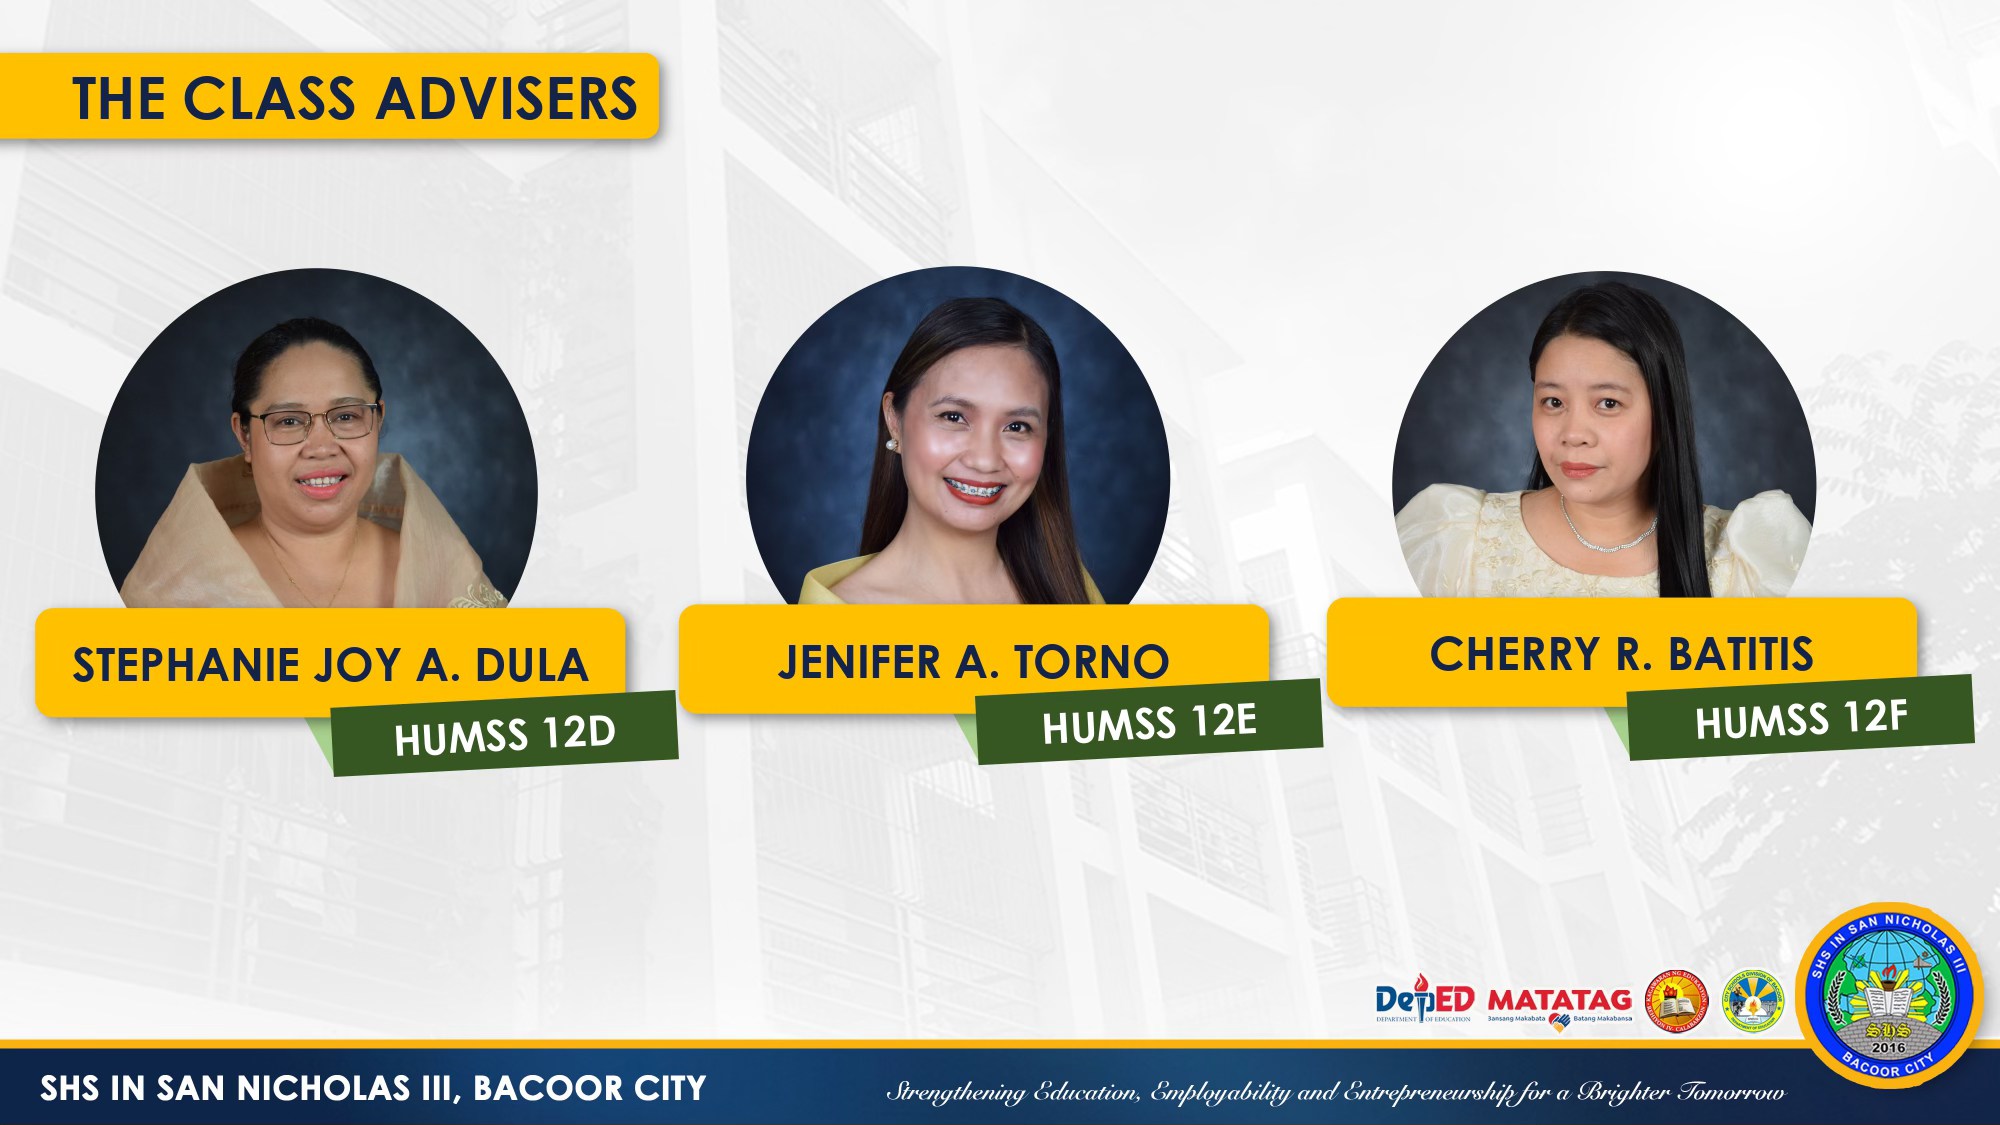 THE CLASS ADVISERS
STEPHANIE JOY A. DULA
HUMSS 12D
JENIFER A. TORNO
HUMSS 12E
CHERRY R. BATITIS
HUMSS 12F
DepED
DEPARTMENT OF EDUCATION
MATATAG
Bansang Makabata
Batang Makabansa
SHS IN SAN NICHOLAS III
SHS
2016
BACOOR CITY
SHS IN SAN NICHOLAS III, BACOOR CITY
Strengthening Education, Employability and Entrepreneurship for a Brighter Tomorrow